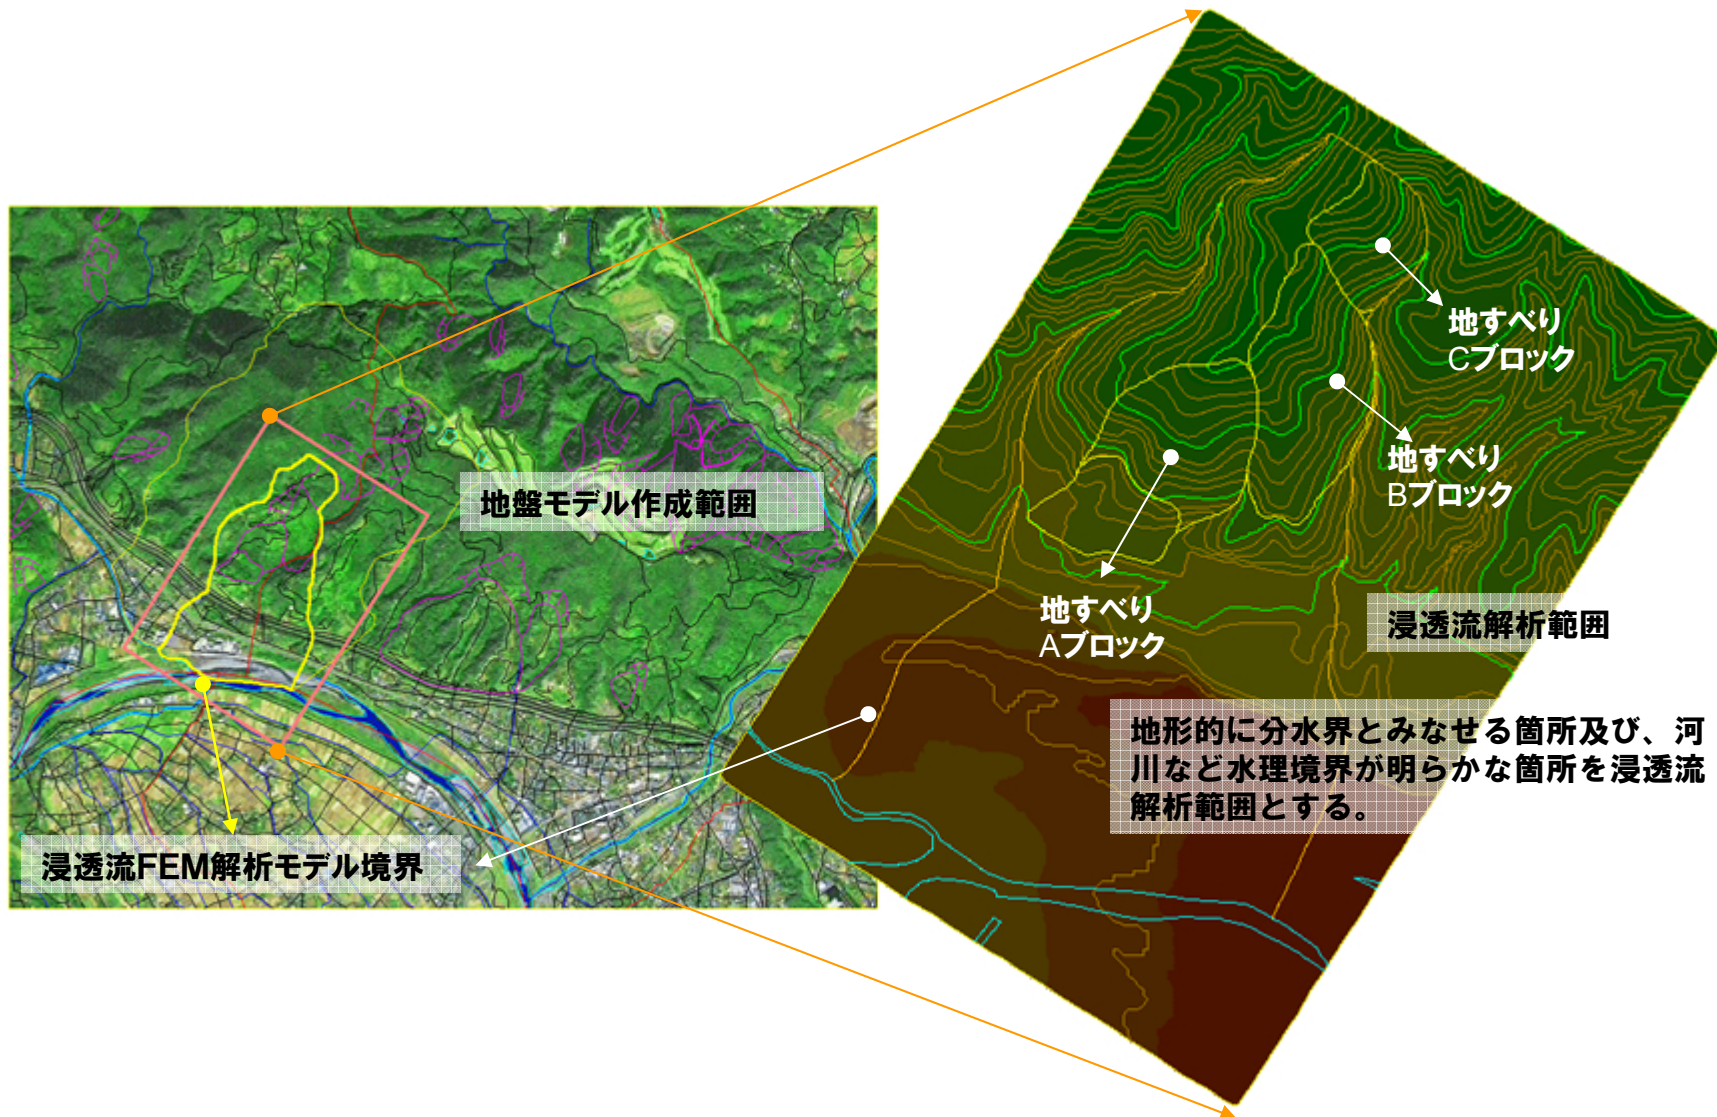 地すべり
Cブロック
地すべり
Bブロック
地盤モデル作成範囲
地すべり
Aブロック
浸透流解析範囲
地形的に分水界とみなせる箇所及び、河
川など水理境界が明らかな箇所を浸透流
解析範囲とする。
浸透流FEM解析モデル境界